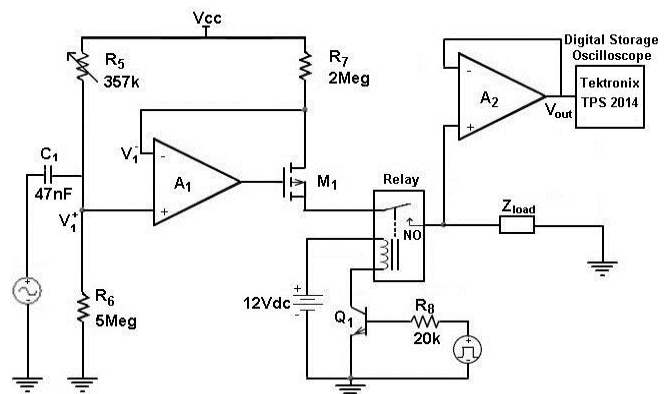 Vcc
R5
357k
R7
2Meg
Digital Storage
Oscilloscope
Tektronix
TPS 2014
-
A2
+
Vout
C1
47nF
V1-
-
A1
+
V1+
M1
Relay
NO
Zload
R6
5Meg
12Vdc
+
-
Q1
R8
20k
+
-